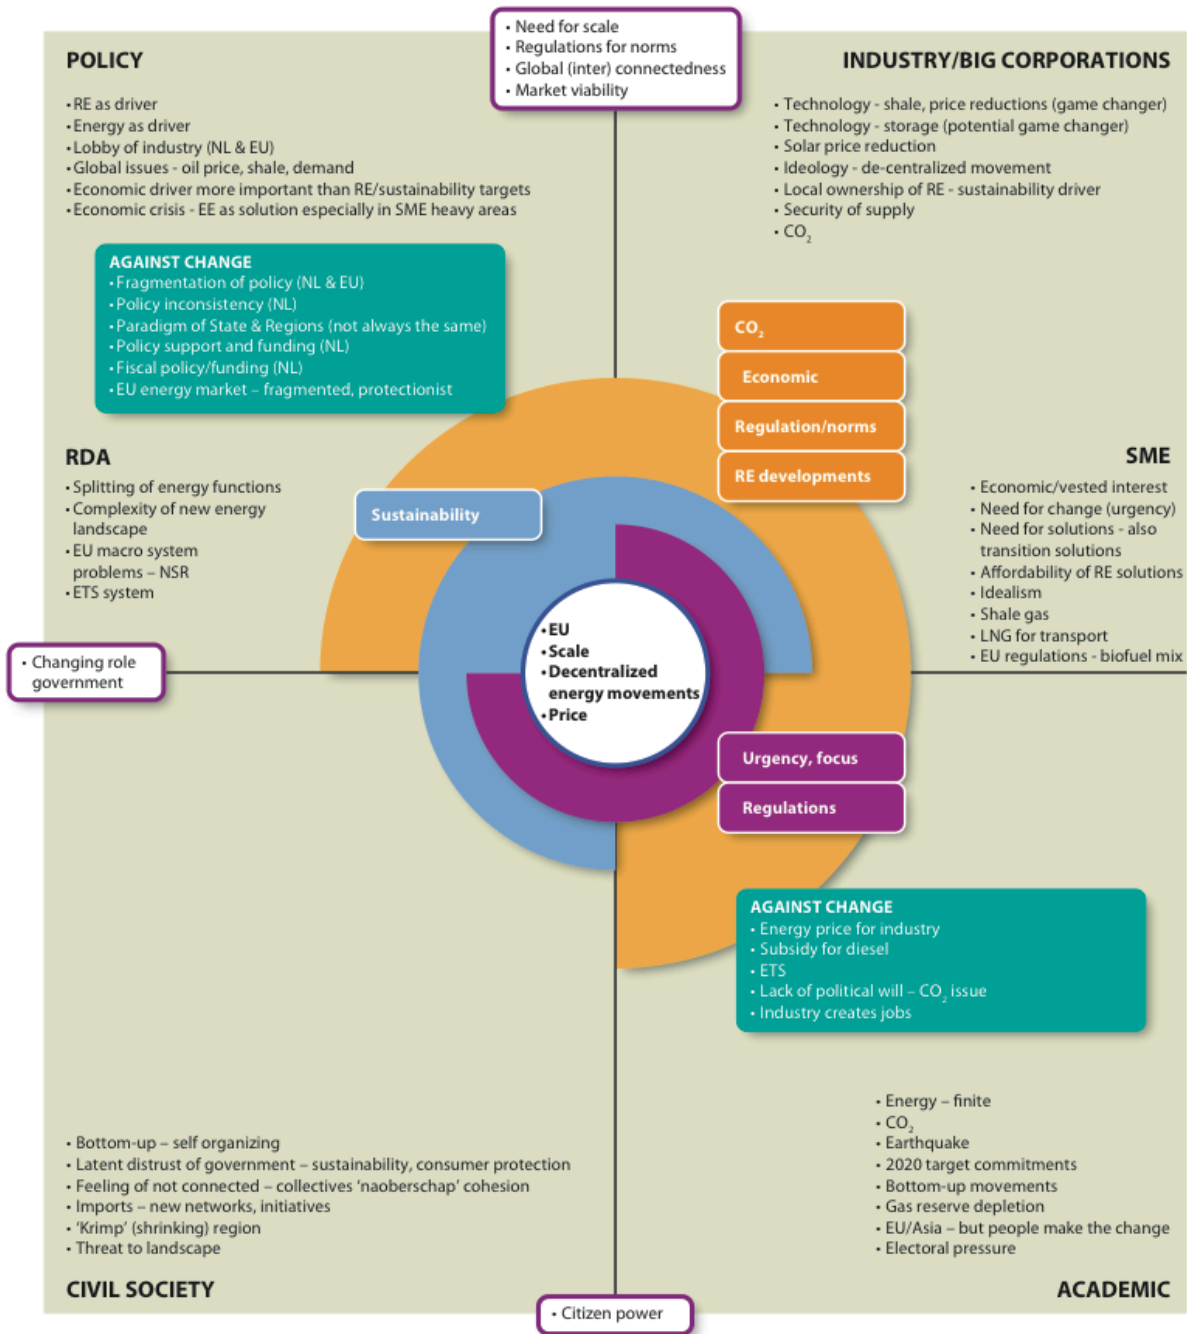 • Need for scale
• Regulations for norms
• Global (inter) connectedness
• Market viability
POLICY
• RE as driver
• Energy as driver
• Lobby of industry (NL & EU)
• Global issues - oil price, shale, demand
• Economic driver more important than RE/sustainability targets
• Economic crisis - EE as solution especially in SME heavy areas
INDUSTRY/BIG CORPORATIONS
• Technology - shale, price reductions (game changer)
• Technology - storage (potential game changer)
• Solar price reduction
• Ideology - de-centralized movement
• Local ownership of RE - sustainability driver
• Security of supply
• CO₂
AGAINST CHANGE
• Fragmentation of policy (NL & EU)
• Policy inconsistency (NL)
• Paradigm of State & Regions (not always the same)
• Policy support and funding (NL)
• Fiscal policy/funding (NL)
• EU energy market – fragmented, protectionist
CO₂
Economic
Regulation/norms
RE developments
RDA
• Splitting of energy functions
• Complexity of new energy
landscape
• EU macro system
problems – NSR
• ETS system
Sustainability
SME
• Economic/vested interest
• Need for change (urgency)
• Need for solutions - also
transition solutions
• Affordability of RE solutions
• Idealism
• Shale gas
• LNG for transport
• EU regulations - biofuel mix
• Changing role
government
• EU
• Scale
• Decentralized
energy movements
• Price
Urgency, focus
Regulations
AGAINST CHANGE
• Energy price for industry
• Subsidy for diesel
• ETS
• Lack of political will – CO₂ issue
• Industry creates jobs
• Bottom-up – self organizing
• Latent distrust of government – sustainability, consumer protection
• Feeling of not connected – collectives ‘naoberschap’ cohesion
• Imports – new networks, initiatives
• ‘Krimp’ (shrinking) region
• Threat to landscape
CIVIL SOCIETY
• Energy – finite
• CO₂
• Earthquake
• 2020 target commitments
• Bottom-up movements
• Gas reserve depletion
• EU/Asia – but people make the change
• Electoral pressure
ACADEMIC
• Citizen power